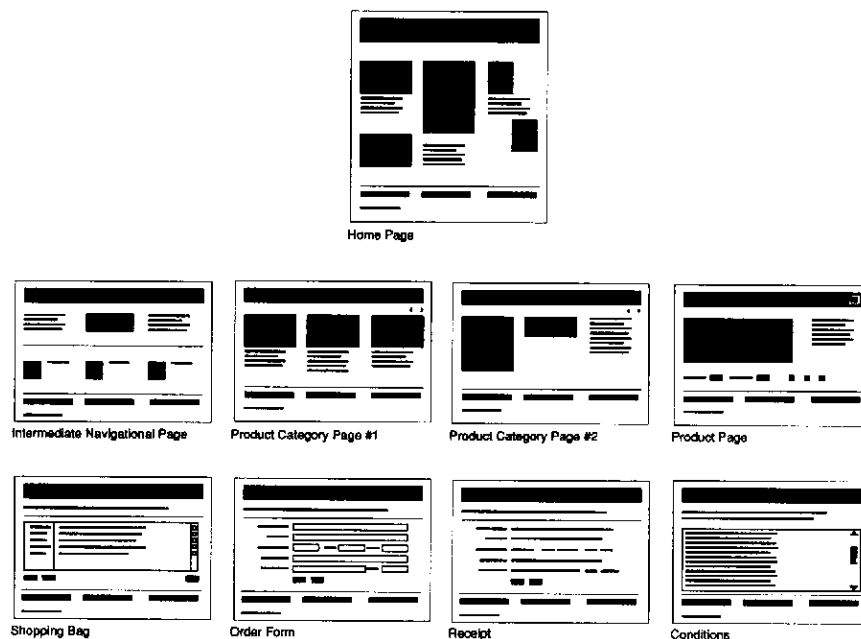 Home Page
Intermediate Navigational Page
Product Category Page #1
Product Category Page #2
Product Page
Shopping Bag
Order Form
Receipt
Conditions